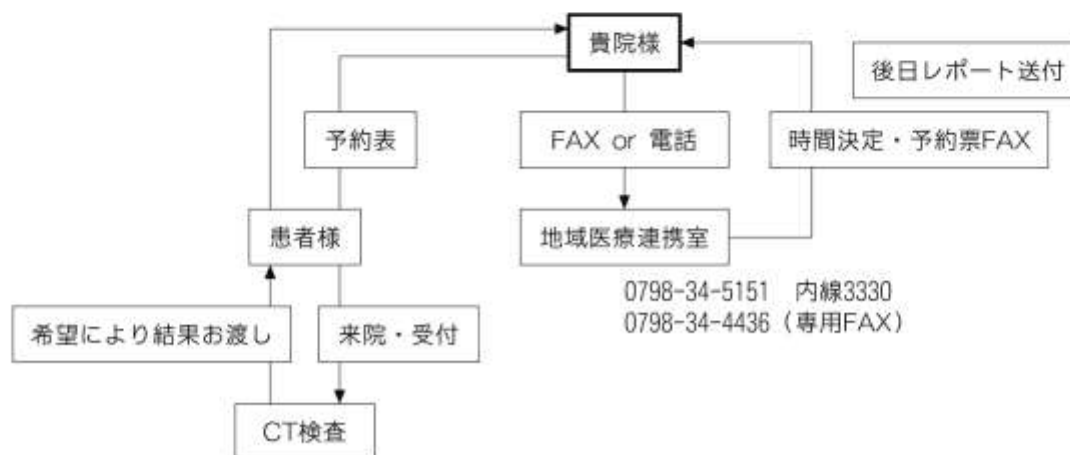 貴院様
後日レポート送付
予約表
FAX or 電話
時間決定・予約票FAX
患者様
地域医療連携室
0798-34-5151　内線3330
0798-34-4436（専用FAX）
希望により結果お渡し
来院・受付
CT検査